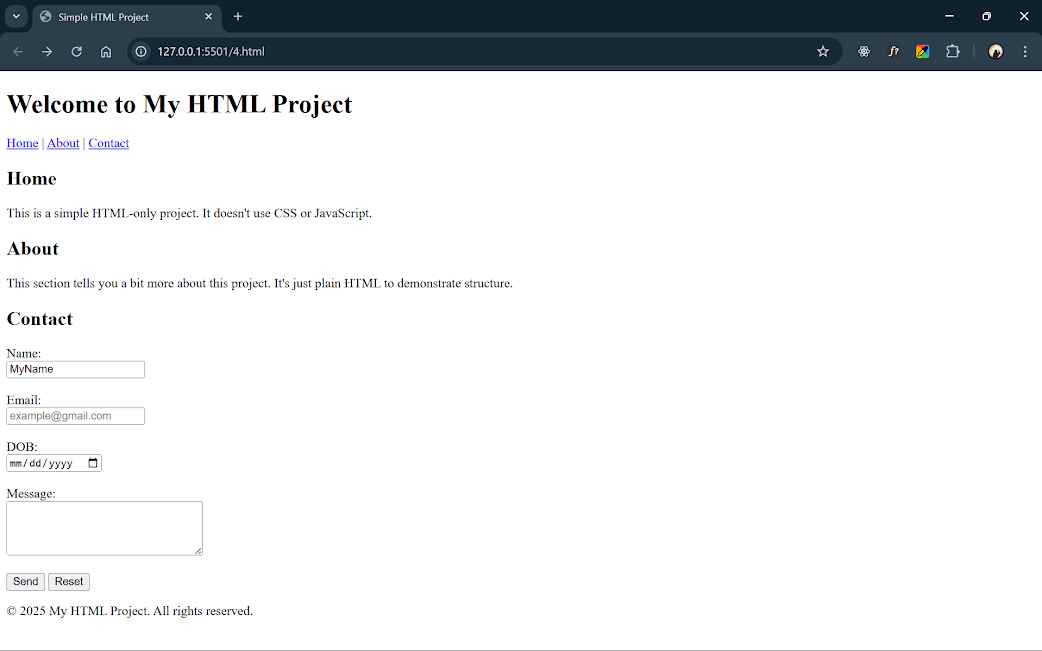 Simple HTML Project
127.0.0.1:5501/4.html
f?
Welcome to My HTML Project
Home | About | Contact
Home
This is a simple HTML-only project. It doesn't use CSS or JavaScript.
About
This section tells you a bit more about this project. It's just plain HTML to demonstrate structure.
Contact
Name:
MyName
Email:
example@gmail.com
DOB:
mm/dd/yyyy
Message:
Send Reset
© 2025 My HTML Project. All rights reserved.